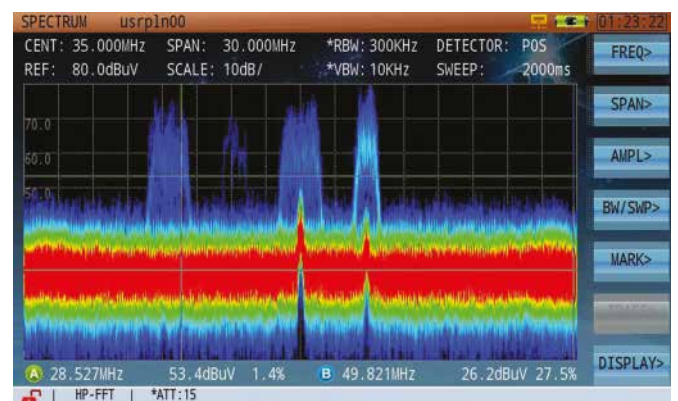 SPECTRUM usrpln00 01:23:22
CENT: 35.000MHz SPAN: 30.000MHz *RBW: 300KHz DETECTOR: POS
REF: 80.0dBuV SCALE: 10dB/ *VBW: 10KHz SWEEP: 2000ms
FREQ>
SPAN>
70.0
60.0
AMPL>
50.0
BW/SWP>
MARK>
DISPLAY>
A 28.527MHz 53.4dBuV 1.4% B 49.821MHz 26.2dBuV 27.5%
HP-FFT | *ATT:15